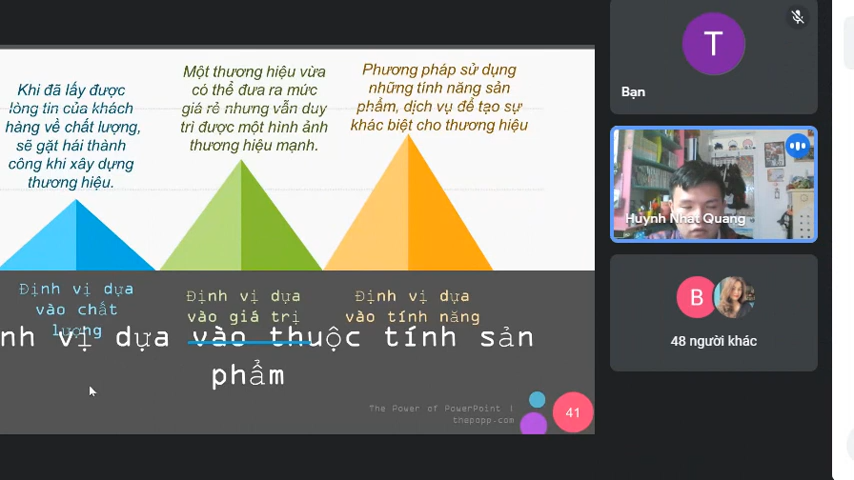 Khi đã lấy được
lòng tin của khách
hàng về chất lượng,
sẽ gặt hái thành
công khi xây dựng
thương hiệu.
Một thương hiệu vừa
có thể đưa ra mức
giá rẻ nhưng vẫn duy
trì được một hình ảnh
thương hiệu mạnh.
Phương pháp sử dụng
những tính năng sản
phẩm, dịch vụ để tạo sự
khác biệt cho thương hiệu
Định vị dựa
vào chất
lượng
Định vị dựa
vào giá trị
Định vị dựa
vào tính năng
nh vị dựa vào thuộc tính sản
phẩm
The Power of PowerPoint |
thepopp.com
41
T
Bạn
Huỳnh Nhật Quang
B
48 người khác